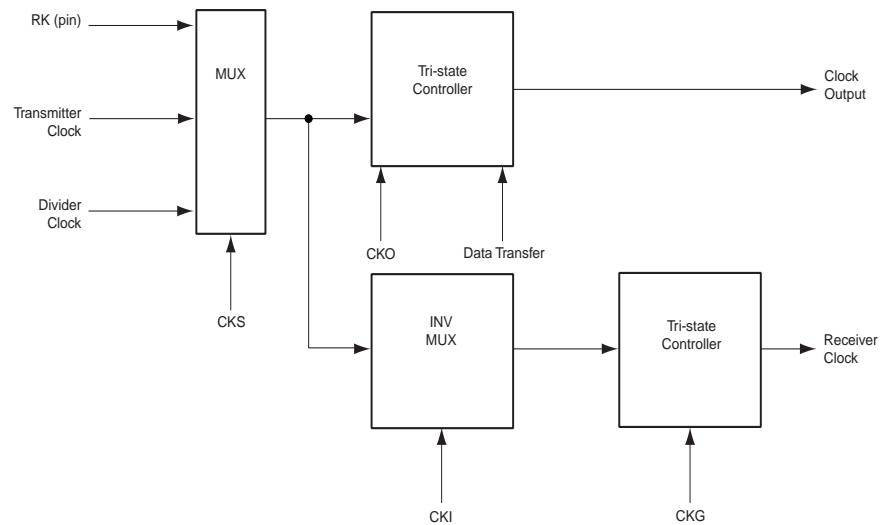 RK (pin)
MUX
Tri-state
Controller
Clock
Output
Transmitter
Clock
Divider
Clock
CKO
Data Transfer
CKS
INV
MUX
Tri-state
Controller
Receiver
Clock
CKI
CKG